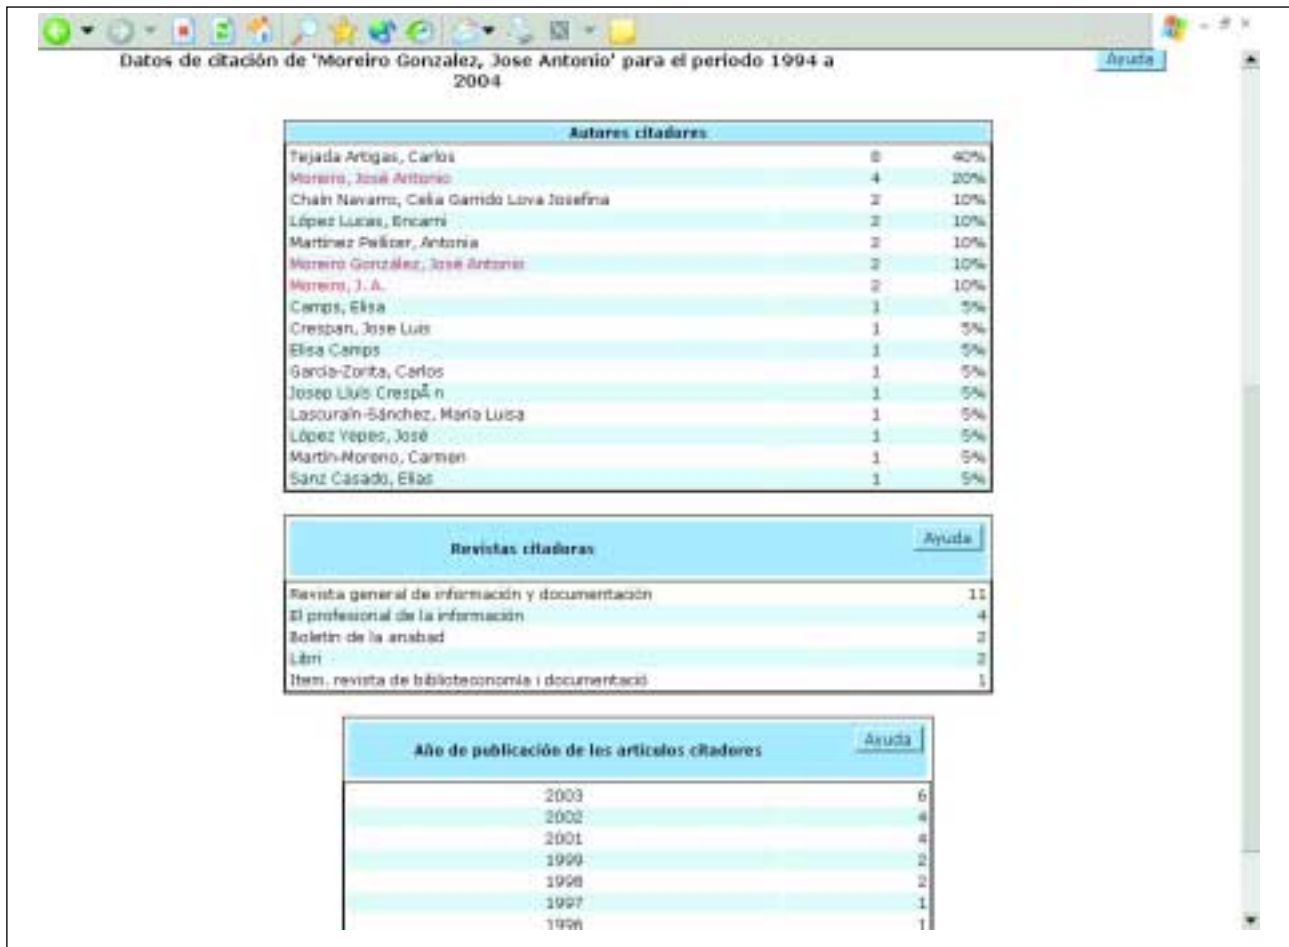 Datos de citación de 'Moreiro Gonzalez, Jose Antonio' para el periodo 1994 a
2004
Ayuda
Autores citadores
Tejada Artigas, Carlos 8 40%
Moreiro, José Antonio 4 20%
Chaín Navarro, Celia Garrido Lova Josefina 2 10%
López Lucas, Encarni 2 10%
Martínez Pellicer, Antonia 2 10%
Moreiro González, José Antonio 2 10%
Moreiro, J. A. 2 10%
Camps, Elisa 1 5%
Crespan, Jose Luis 1 5%
Elisa Camps 1 5%
García-Zorita, Carlos 1 5%
Josep Lluis CrespÃ n 1 5%
Lascuraín-Sánchez, María Luisa 1 5%
López Yepes, José 1 5%
Martín-Moreno, Carmen 1 5%
Sanz Casado, Elías 1 5%
Revistas citadoras
Ayuda
Revista general de información y documentación 11
El profesional de la información 4
Boletín de la anabad 2
Libri 2
Item. revista de biblioteconomia i documentació 1
Año de publicación de los artículos citadores
Ayuda
2003 6
2002 4
2001 4
1999 2
1998 2
1997 1
1996 1